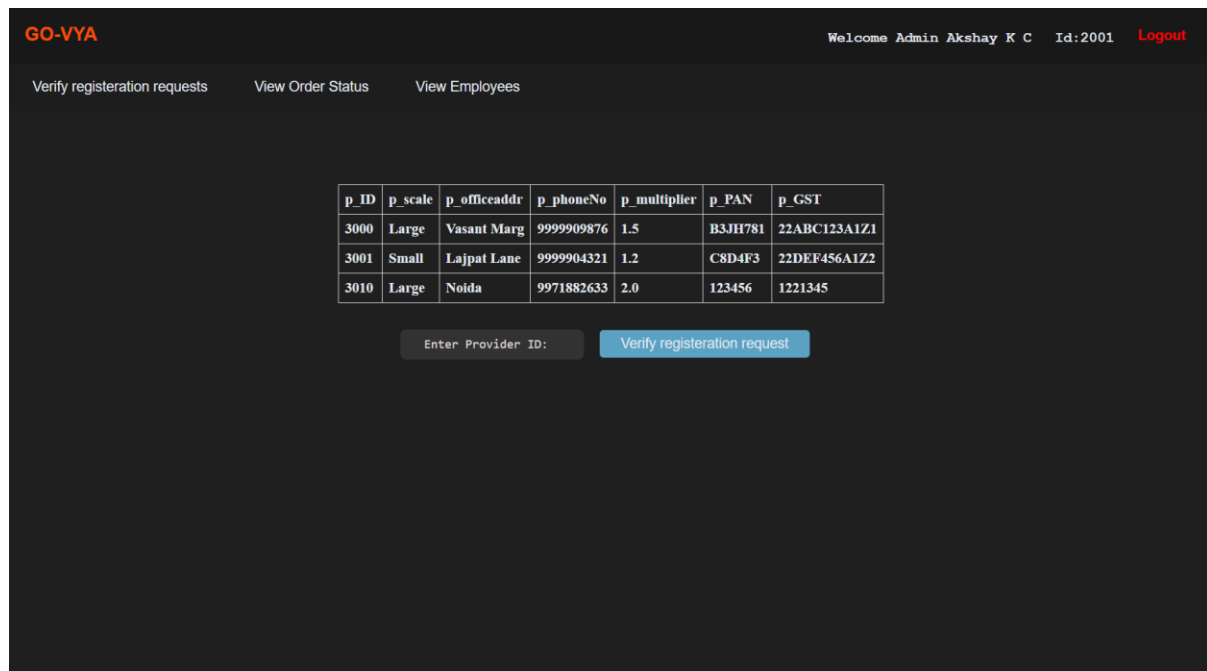 GO-VYA
Welcome Admin Akshay K C Id:2001 Logout
Verify registeration requests View Order Status View Employees
p_ID p_scale p_officeaddr p_phoneNo p_multiplier p_PAN p_GST
3000 Large Vasant Marg 9999909876 1.5 B3JH781 22ABC123A1Z1
3001 Small Lajpat Lane 9999904321 1.2 C8D4F3 22DEF456A1Z2
3010 Large Noida 9971882633 2.0 123456 1221345
Enter Provider ID: Verify registeration request